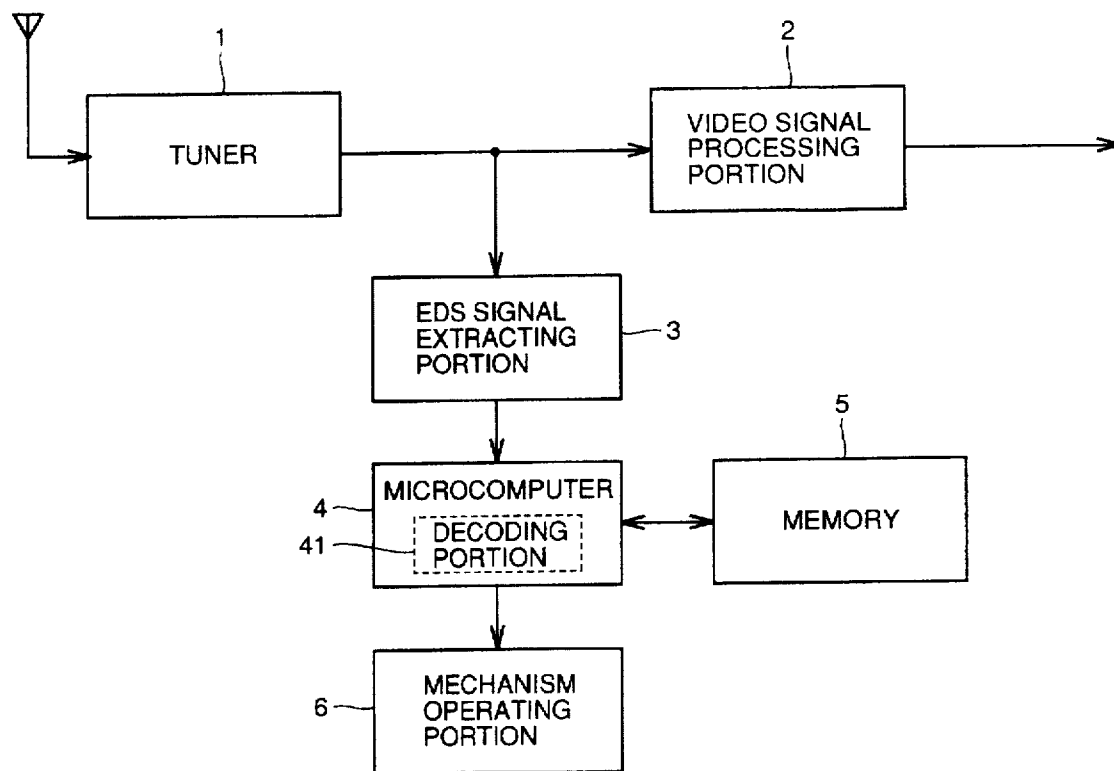 1
TUNER
2
VIDEO SIGNAL
PROCESSING
PORTION
EDS SIGNAL
EXTRACTING
PORTION
3
4
MICROCOMPUTER
41
DECODING
PORTION
5
MEMORY
6
MECHANISM
OPERATING
PORTION